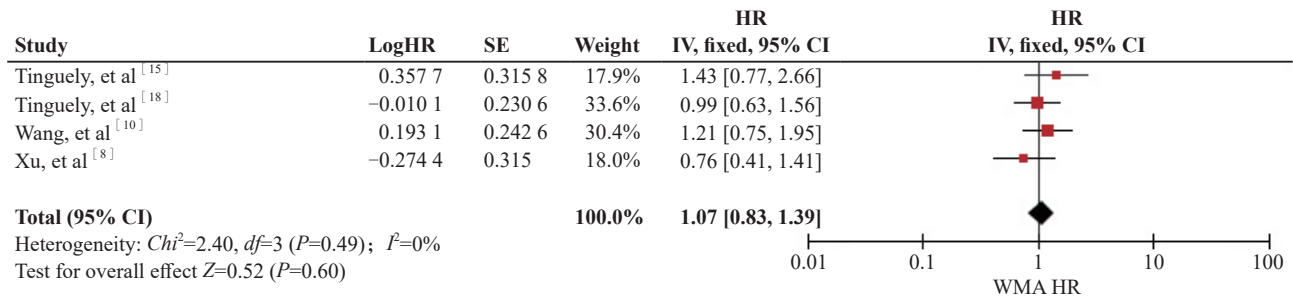 HR HR
Study LogHR SE Weight IV, fixed, 95% CI IV, fixed, 95% CI
Tinguely, et al [15] 0.357 7 0.315 8 17.9% 1.43 [0.77, 2.66]
Tinguely, et al [18] −0.010 1 0.230 6 33.6% 0.99 [0.63, 1.56]
Wang, et al [10] 0.193 1 0.242 6 30.4% 1.21 [0.75, 1.95]
Xu, et al [8] −0.274 4 0.315 18.0% 0.76 [0.41, 1.41]
Total (95% CI) 100.0% 1.07 [0.83, 1.39]
Heterogeneity: Chi²=2.40, df=3 (P=0.49)；I²=0%
Test for overall effect Z=0.52 (P=0.60)
0.01 0.1 1 10 100
WMA HR